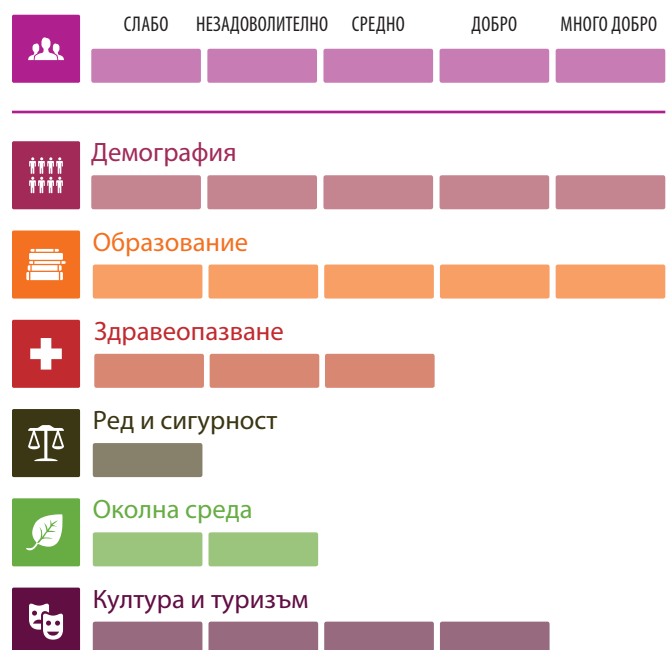 СЛАБО НЕЗАДОВОЛИТЕЛНО СРЕДНО ДОБРО МНОГО ДОБРО
Демография
Образование
Здравеопазване
Ред и сигурност
Околна среда
Култура и туризъм